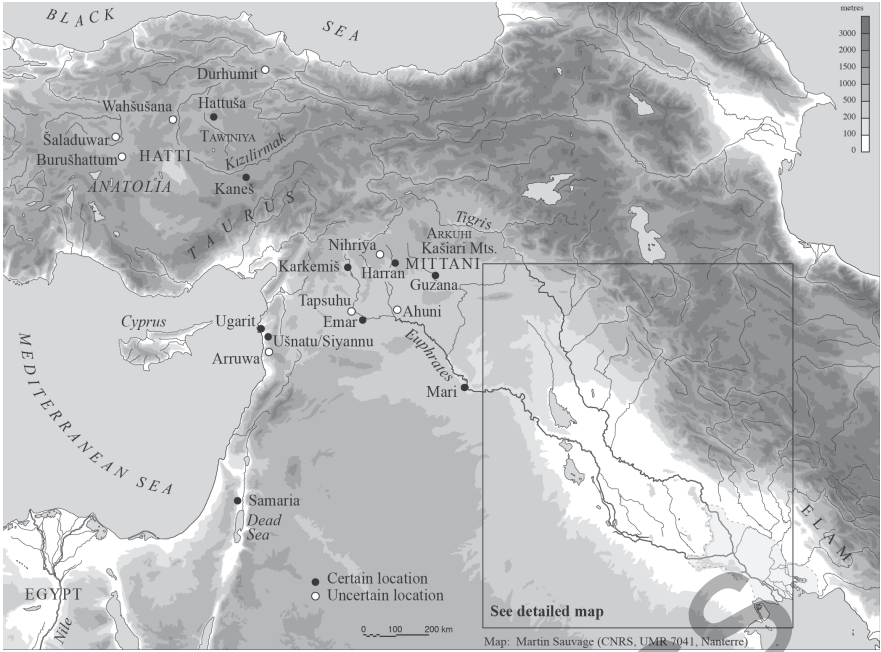 BLACK
SEA
metres
3000
2000
1500
1000
500
200
100
0
Durhumit
Wahšušana
Hattuša
Šaladuwar
TAWINIYA
Burušhattum
HATTI
Kızılirmak
ANATOLIA
Kaneš
TAURUS
Tigris
ARKUHI
Kašiari Mts.
Nihriya
Karkemiš
Harran
MITTANI
Guzana
Tapsuhu
Ahuni
Cyprus
Ugarit
Emar
Ušnatu/Siyannu
Arruwa
Euphrates
Mari
MEDITERRANEAN SEA
Samaria
Dead
Sea
ELAM
Certain location
Uncertain location
EGYPT
Nile
0 100 200 km
See detailed map
Map: Martin Sauvage (CNRS, UMR 7041, Nanterre)